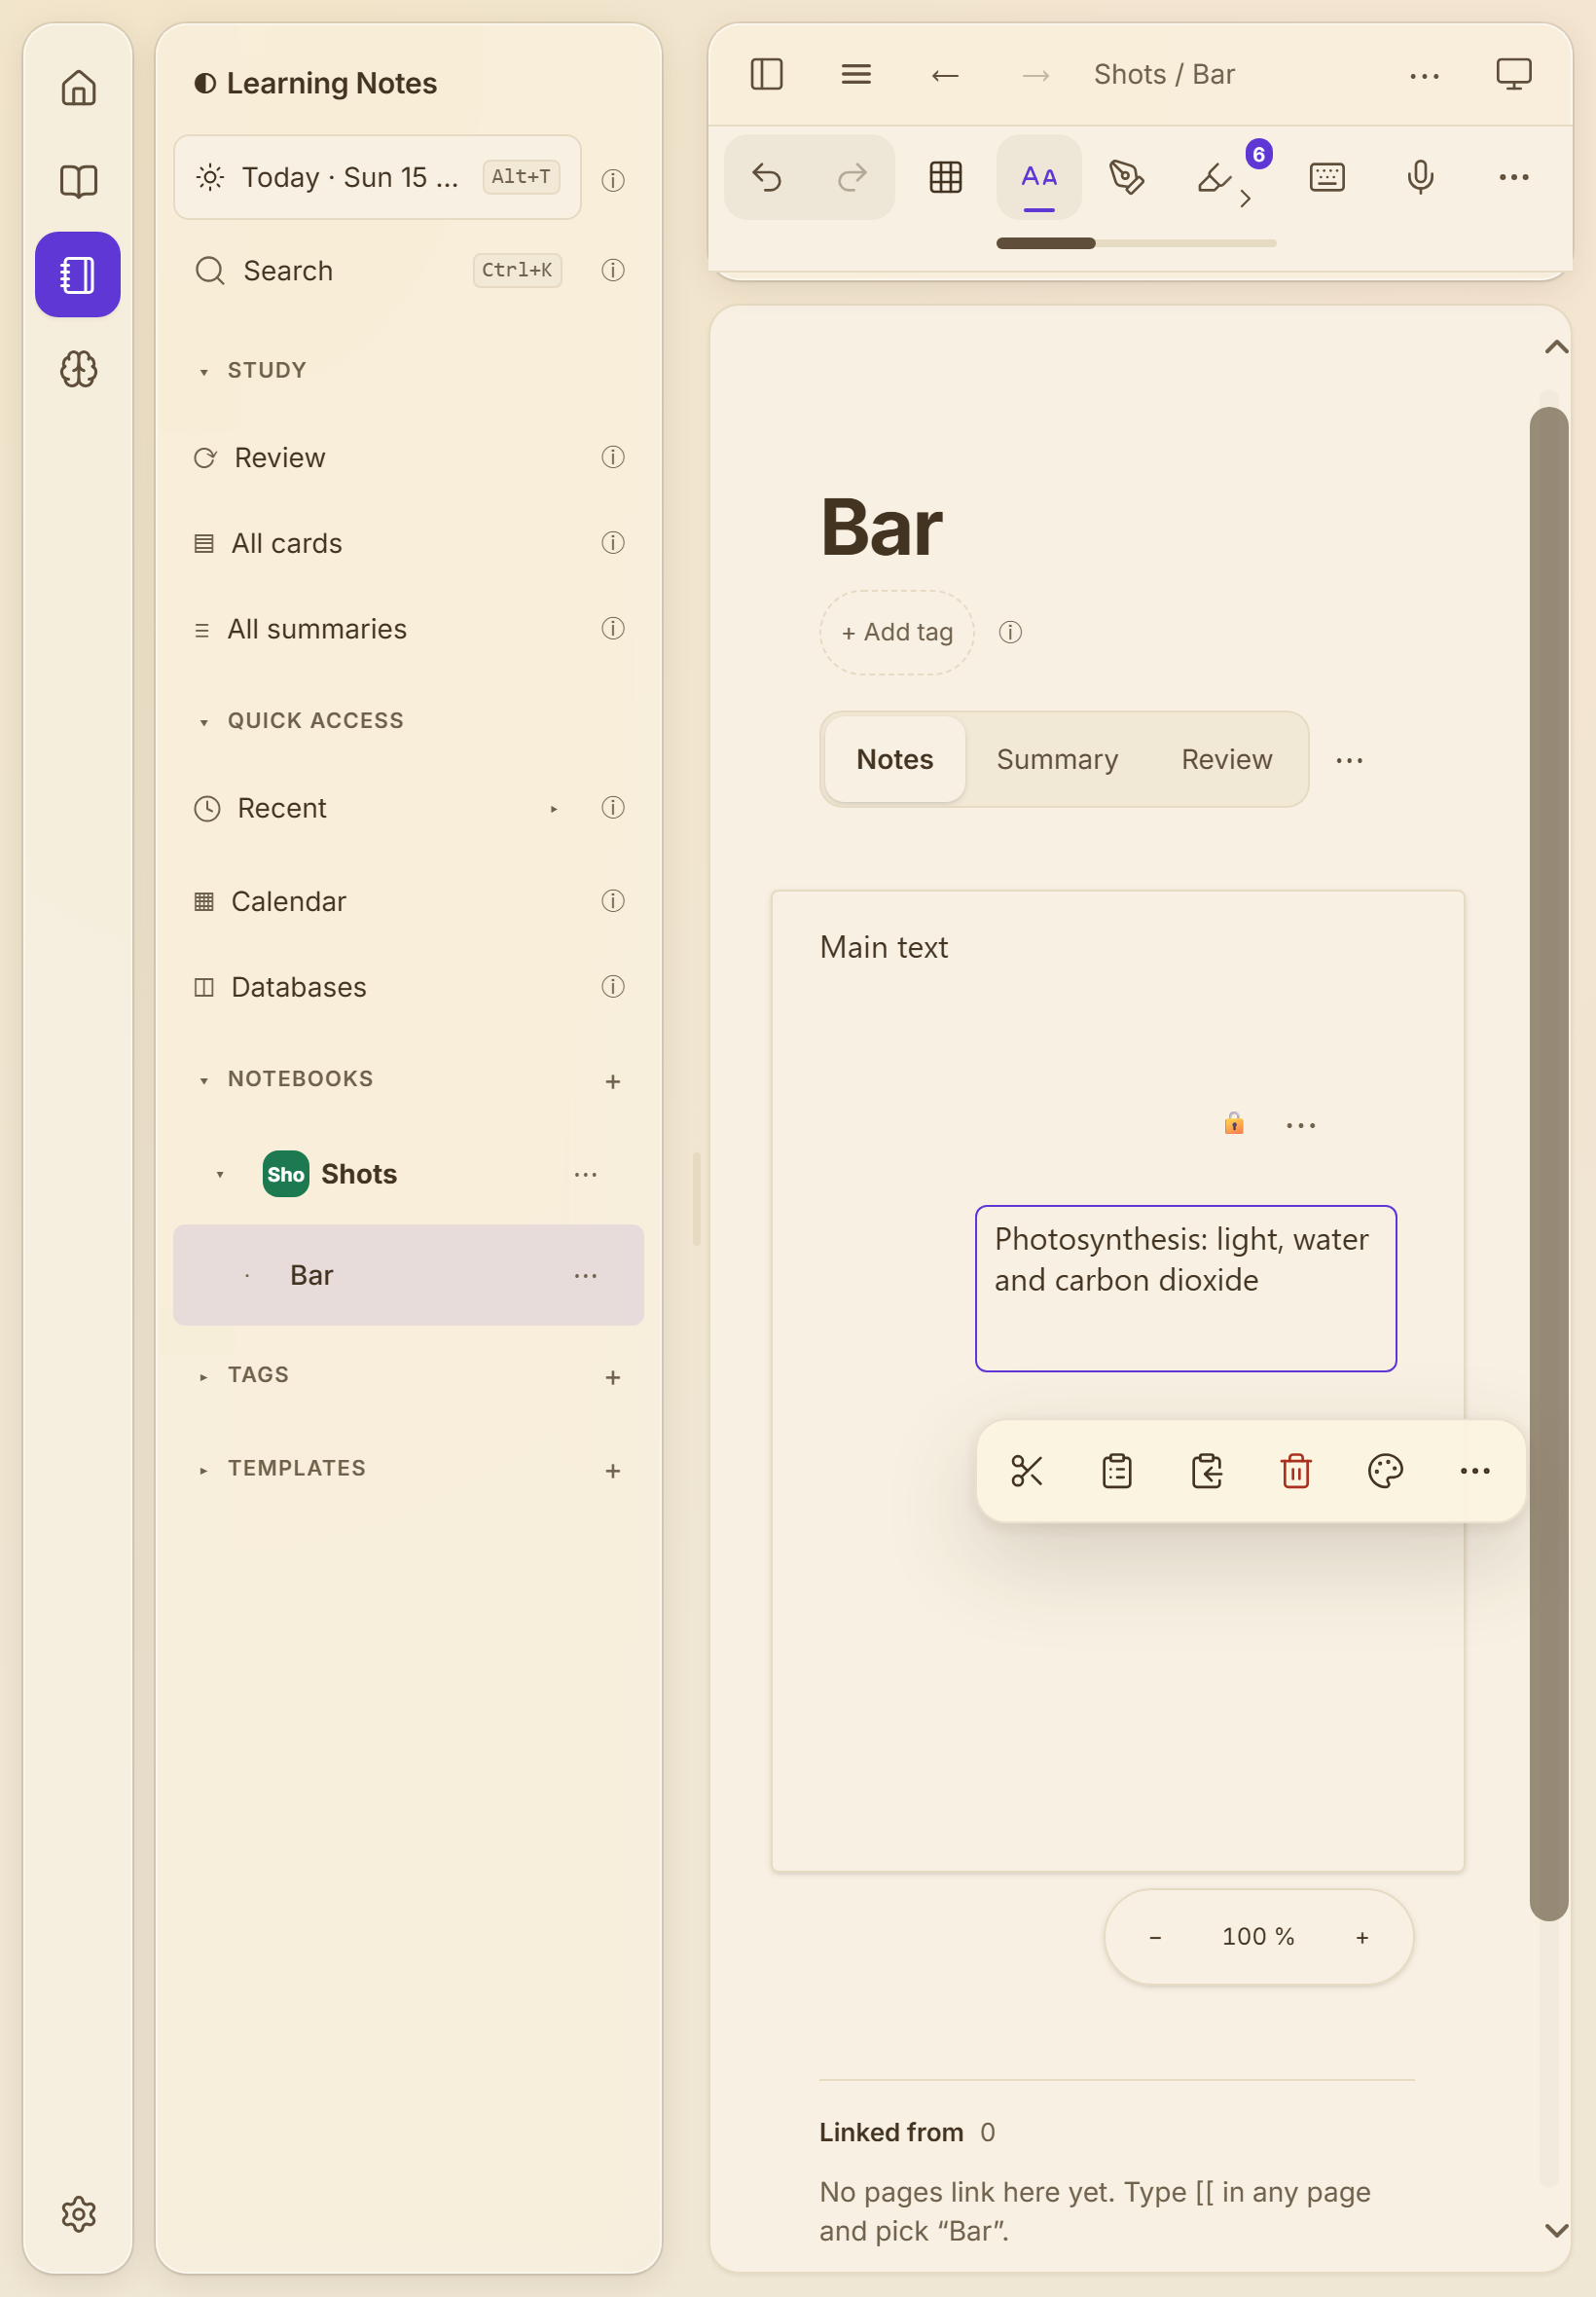 Learning Notes
Today · Sun 15 ...
Alt+T
Search
Ctrl+K
STUDY
Review
All cards
All summaries
QUICK ACCESS
Recent
Calendar
Databases
NOTEBOOKS
Sho
Shots
Bar
TAGS
TEMPLATES
Shots / Bar
AA
6
Bar
+ Add tag
Notes
Summary
Review
Main text
Photosynthesis: light, water
and carbon dioxide
− 100 % +
Linked from 0
No pages link here yet. Type [[ in any page
and pick “Bar”.